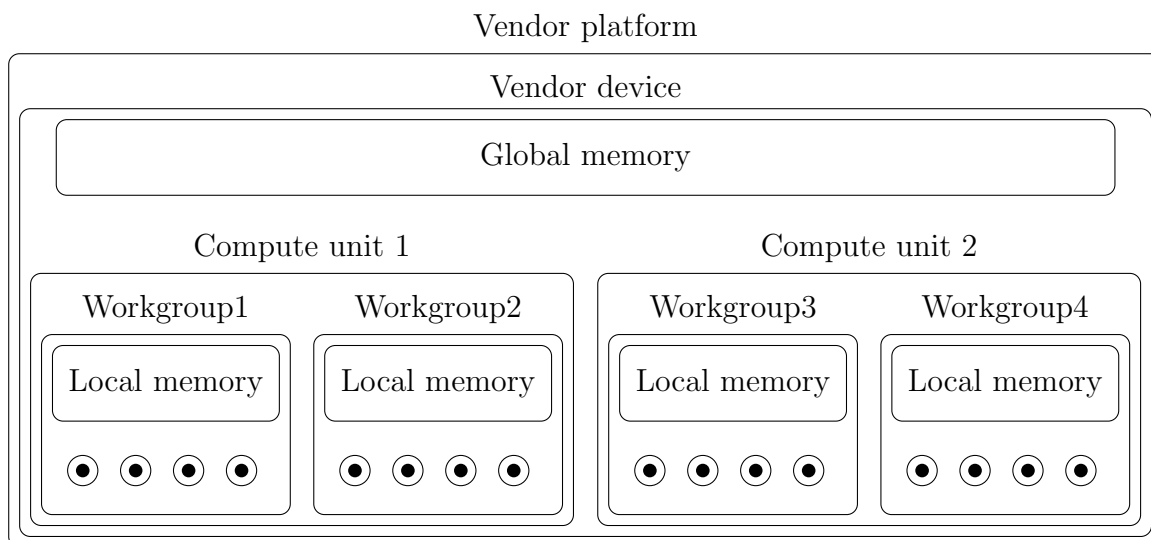 Vendor platform
Vendor device
Global memory
Compute unit 1
Compute unit 2
Workgroup1
Workgroup2
Workgroup3
Workgroup4
Local memory
Local memory
Local memory
Local memory